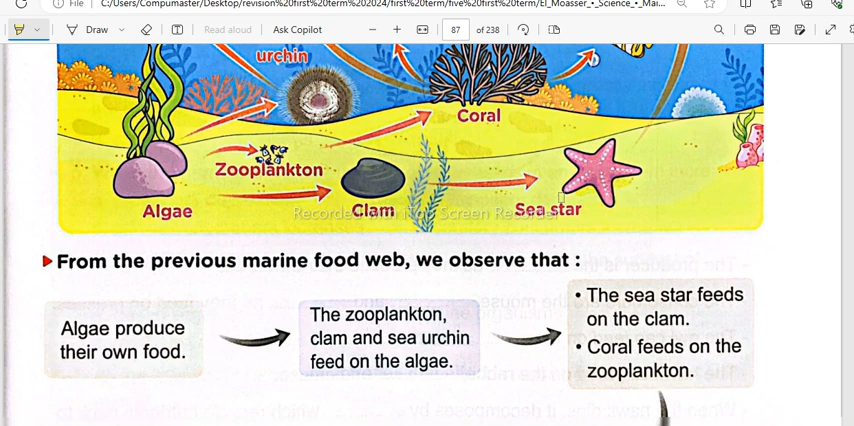 File C:/Users/Compumaster/Desktop/revision%20first%20term%202024/first%20term/five%20first%20term/El_Moasser_•_Science_•_Mai...
Draw Read aloud Ask Copilot 87 of 238
urchin
Coral
Zooplankton
Algae Clam Sea star
Screen Recorder
From the previous marine food web, we observe that :
Algae produce
their own food.
The zooplankton,
clam and sea urchin
feed on the algae.
• The sea star feeds
on the clam.
• Coral feeds on the
zooplankton.